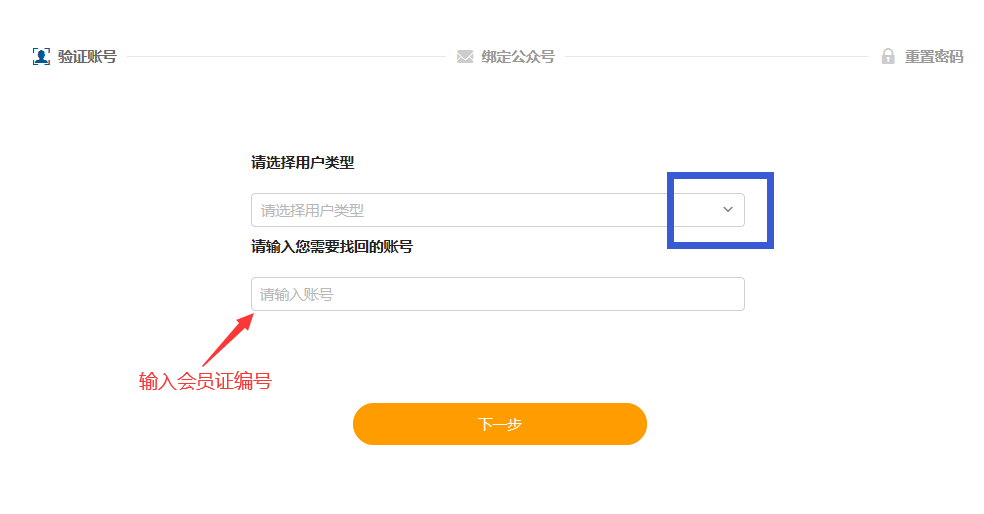 验证账号
绑定公众号
重置密码
请选择用户类型
请选择用户类型
请输入您需要找回的账号
请输入账号
输入会员证编号
下一步